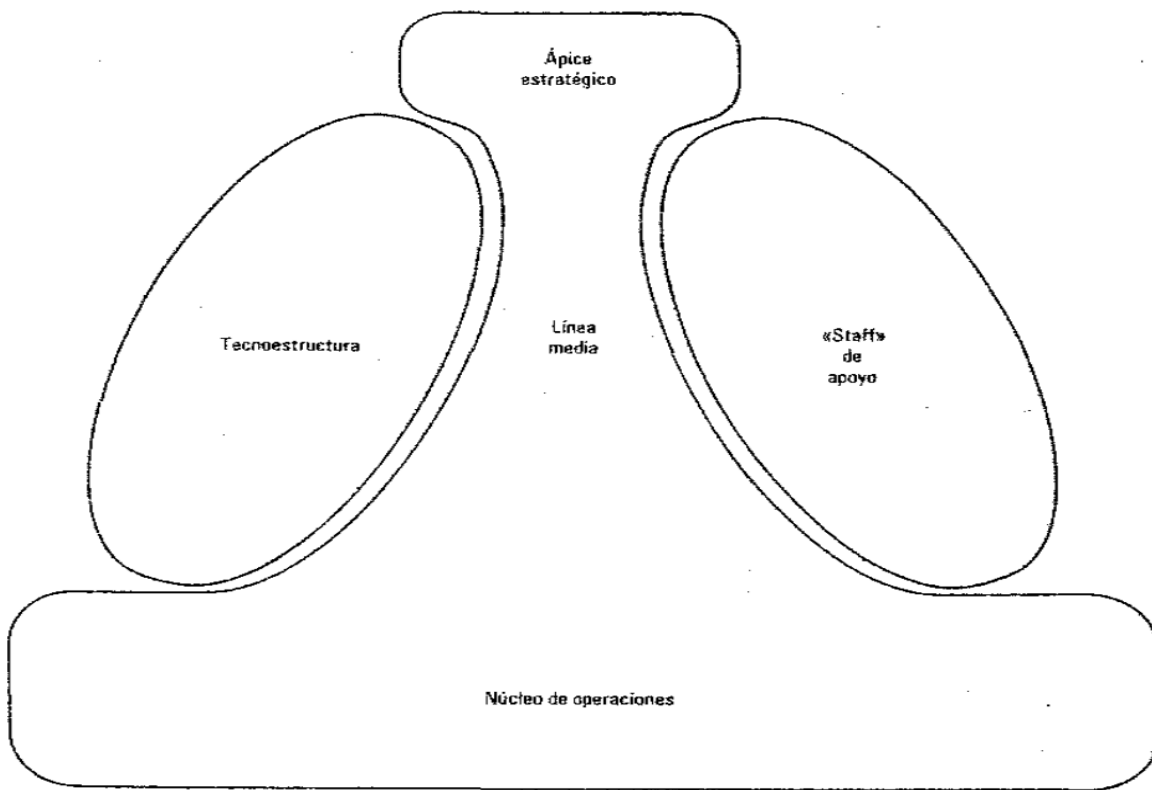 Ápice
estratégico
Tecnoestructura
Línea
media
«Staff»
de
apoyo
Núcleo de operaciones